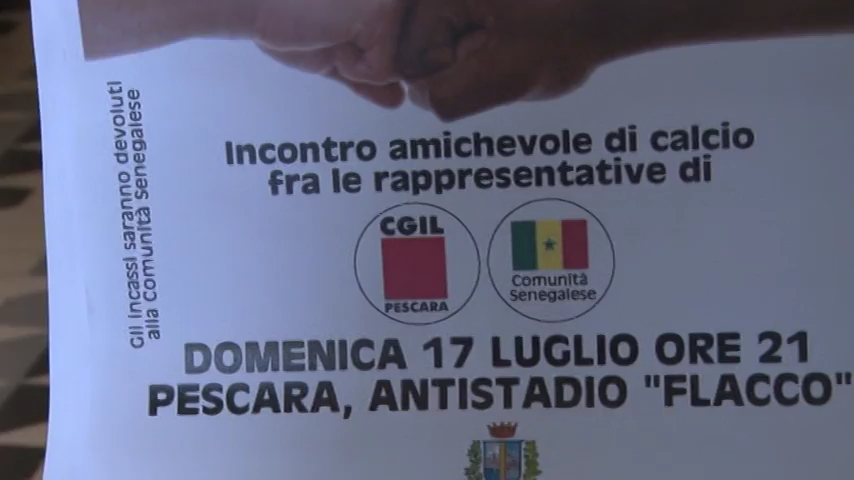 Gli incassi saranno devoluti
alla Comunità Senegalese
Incontro amichevole di calcio
fra le rappresentative di
CGIL
PESCARA
Comunità
Senegalese
DOMENICA 17 LUGLIO ORE 21
PESCARA, ANTISTADIO "FLACCO"